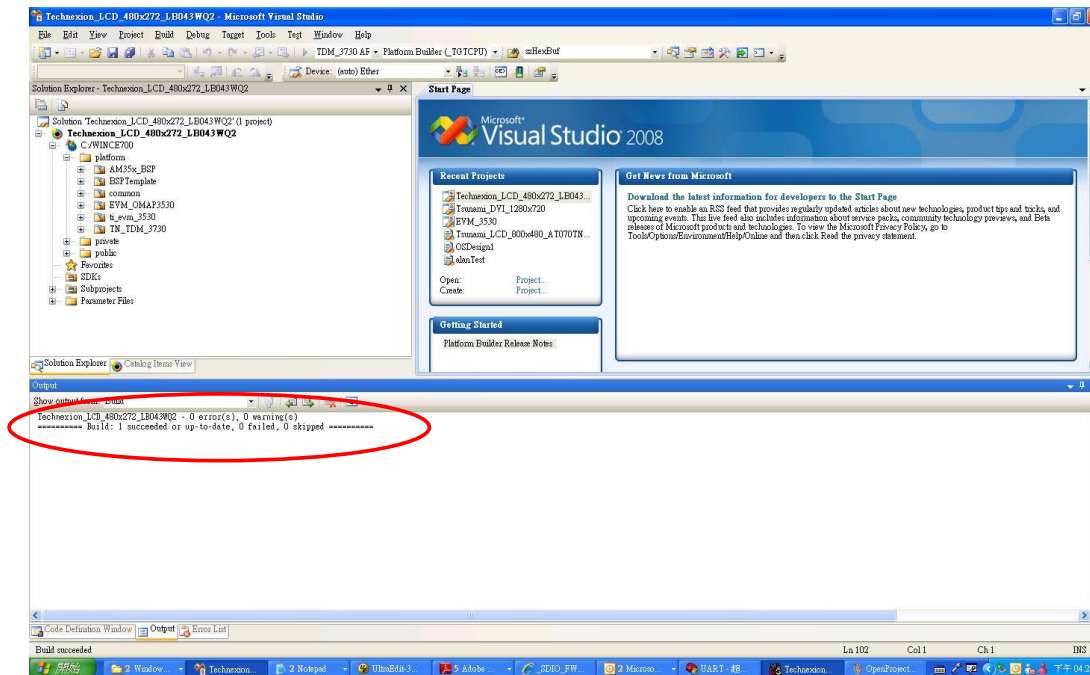 Technexion_LCD_480x272_LB043WQ2 - Microsoft Visual Studio
File Edit View Project Build Debug Target Tools Test Window Help
TDM_3730 AF Platform Builder (_TGTCPU) szHexBuf
Device: (auto) Ether
Solution Explorer - Technexion_LCD_480x272_LB043WQ2
Solution 'Technexion_LCD_480x272_LB043WQ2' (1 project)
Technexion_LCD_480x272_LB043WQ2
C:/WINCE700
platform
AM35x_BSP
BSPTemplate
common
EVM_OMAP3530
ti_evm_3530
TN_TDM_3730
private
public
Favorites
SDKs
Subprojects
Parameter Files
Solution Explorer Catalog Items View
Start Page
Microsoft®
Visual Studio 2008
Recent Projects
Technexion_LCD_480x272_LB043...
Tsunami_DVI_1280x720
EVM_3530
Tsunami_LCD_800x480_AT070TN...
OSDesign1
alanTest
Open: Project...
Create: Project...
Getting Started
Platform Builder Release Notes
Get News from Microsoft
Download the latest information for developers to the Start Page
Click here to enable an RSS feed that provides regularly updated articles about new technologies, product tips and tricks, and
upcoming events. This live feed also includes information about service packs, community technology previews, and Beta
releases of Microsoft products and technologies. To view the Microsoft Privacy Policy, go to
Tools/Options/Environment/Help/Online and then click Read the privacy statement.
Output
Show output from: Build
Technexion_LCD_480x272_LB043WQ2 - 0 error(s), 0 warning(s)
========== Build: 1 succeeded or up-to-date, 0 failed, 0 skipped ==========
Code Definition Window Output Error List
Build succeeded Ln 102 Col 1 Ch 1 INS
開始 2 Window... Technexion... 2 Notepad UltraEdit-3... 5 Adobe ... _SDIO_FW... 2 Microso... UART - 超... Technexion... OpenProject... 下午 04:2